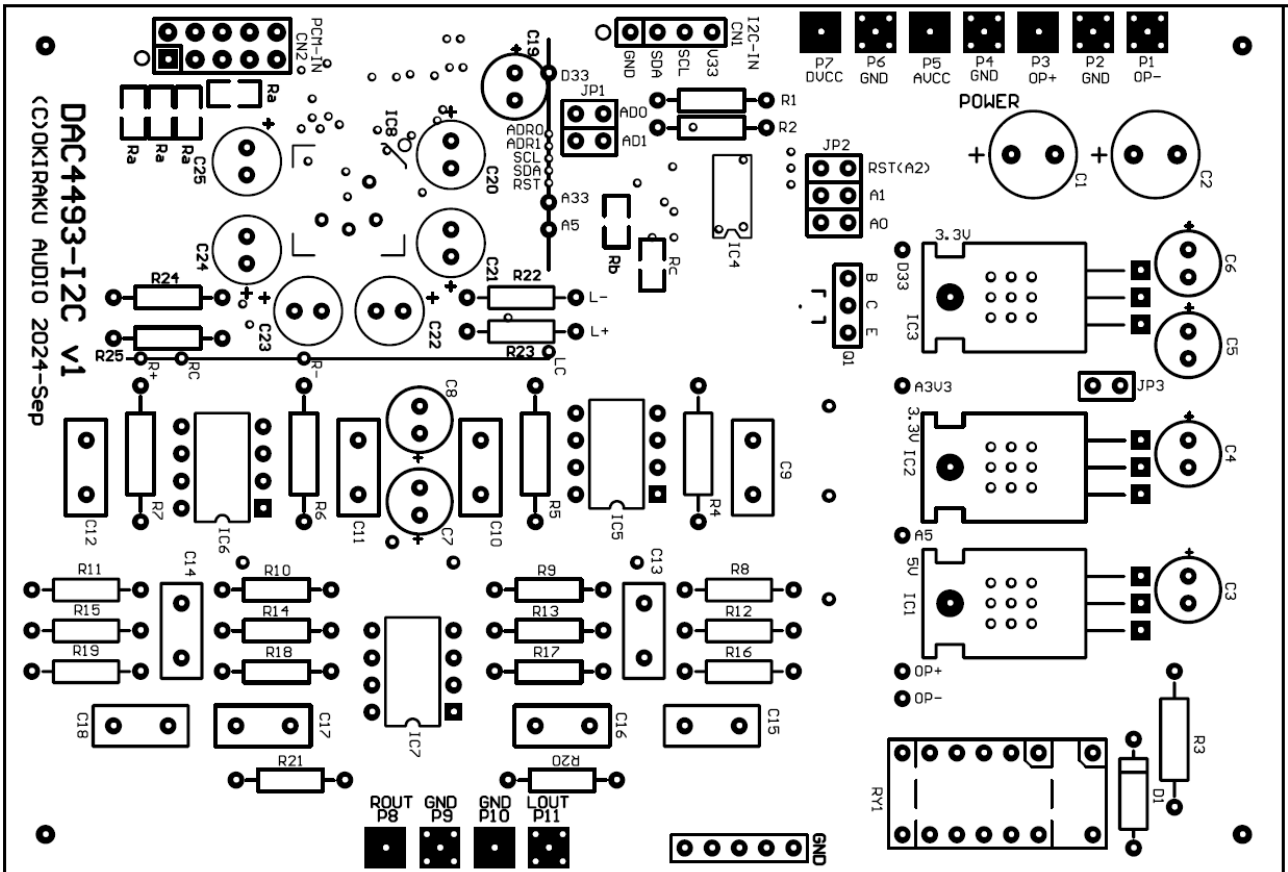 PCM-IN
CN2
C19
D33
GND
SDA
SCL
V33
CN1
I2C-IN
P7
DVCC
P6
GND
P5
AVCC
P4
GND
P3
OP+
P2
GND
P1
OP-
POWER
DAC4493-I2C v1
(C)OKIRAKU AUDIO 2024-Sep
Ra
Ra
Ra
Ra
C25
IC8
C20
JP1
AD0
AD1
ADR0
ADR1
SCL
SDA
RST
A33
A5
R1
R2
JP2
RST(A2)
A1
A0
C1
C2
IC4
Rb
Rc
C24
C23
C22
C21
R24
R25
R22
L-
L+
R23
LC
R+
RC
R-
B
C
E
Q1
D33
3.3V
IC3
C6
C5
A3V3
JP3
3.3V
IC2
C4
C12
R7
IC6
R6
C11
C8
C7
C10
R5
IC5
R4
C9
A5
5V
IC1
C3
R11
C14
R10
R9
C13
R8
R15
R14
R13
R12
R19
R18
R17
R16
OP+
OP-
C18
C17
IC7
C16
C15
R21
R20
R3
RY1
D1
ROUT
P8
GND
P9
GND
P10
LOUT
P11
GND